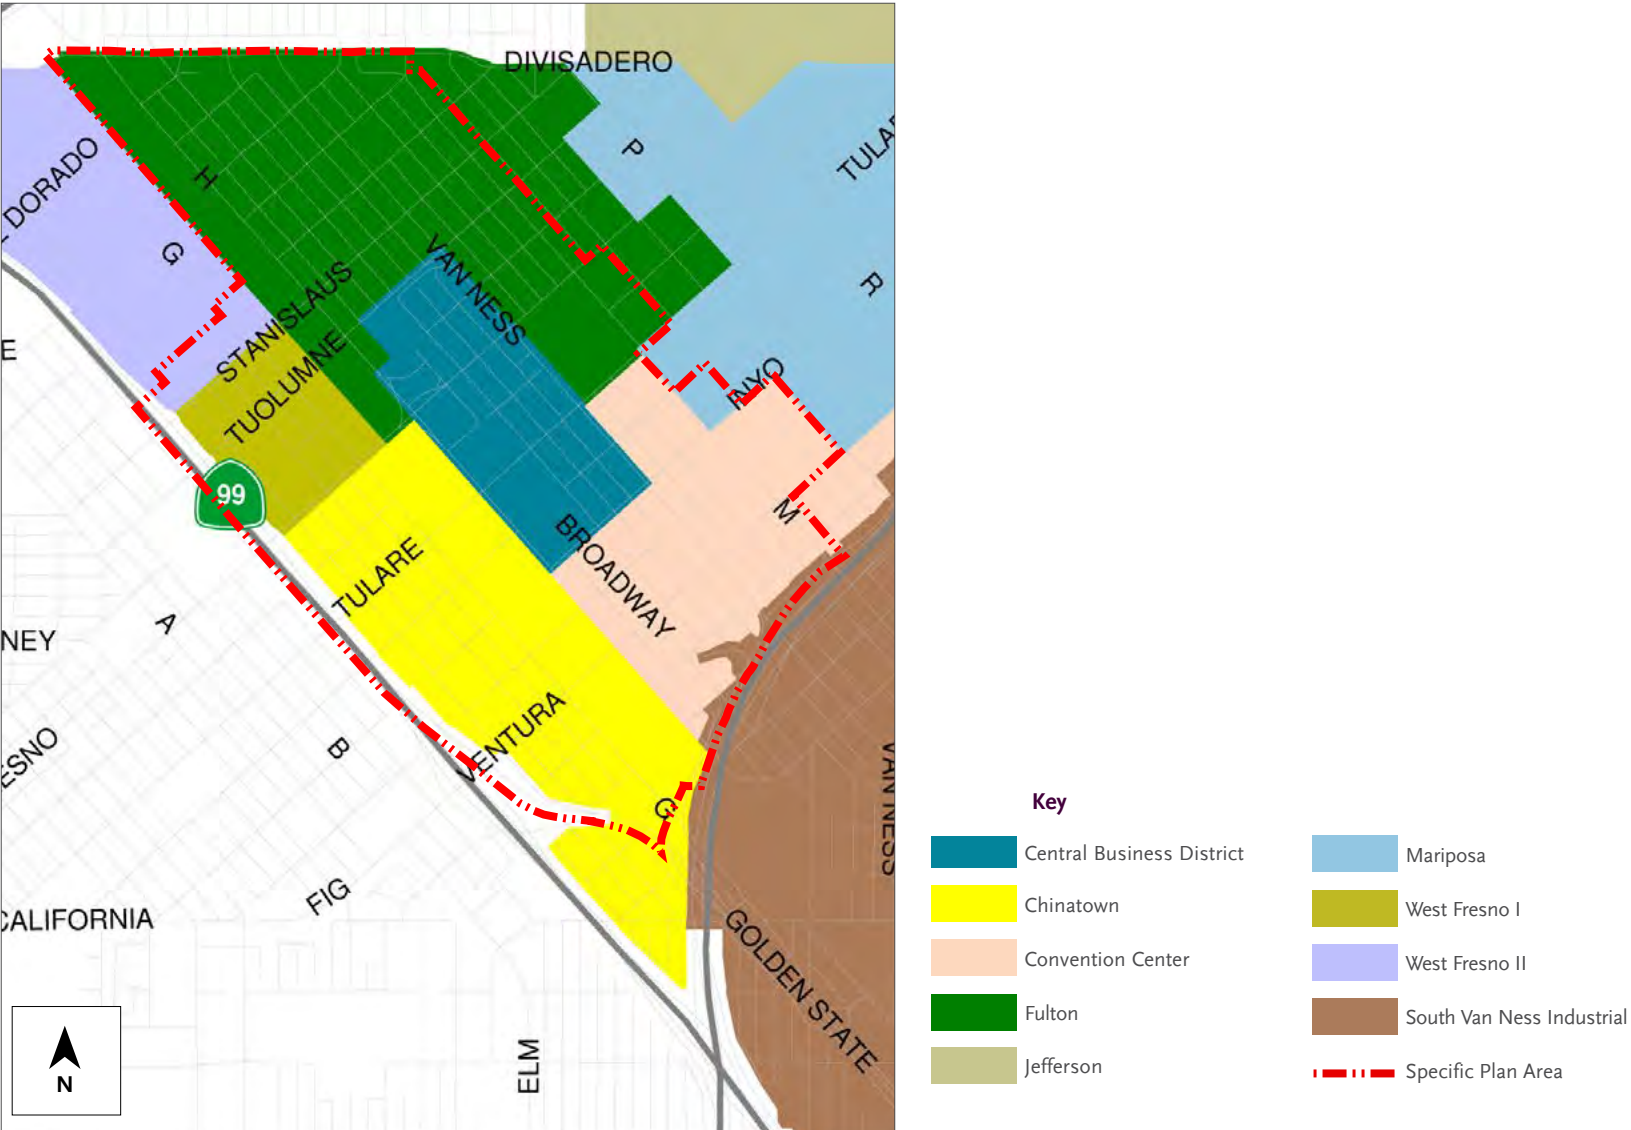 DIVISADERO
P
TULAR
DORADO
H
G
VAN NESS
R
STANISLAUS
TUOLUMNE
E
INYO
99
M
BROADWAY
TULARE
A
NEY
VENTURA
ESNO
B
VAN NESS
G
FIG
CALIFORNIA
GOLDEN STATE
ELM
N
Key
Central Business District
Chinatown
Convention Center
Fulton
Jefferson
Mariposa
West Fresno I
West Fresno II
South Van Ness Industrial
Specific Plan Area